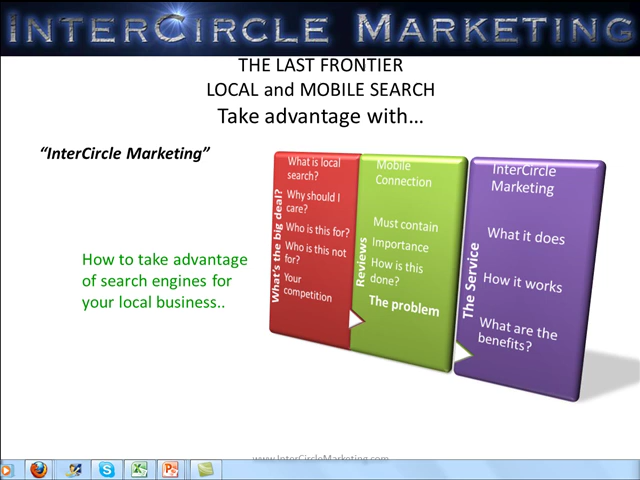 INTERCIRCLE MARKETING
THE LAST FRONTIER
LOCAL and MOBILE SEARCH
Take advantage with…
“InterCircle Marketing”
How to take advantage
of search engines for
your local business..
What's the big deal?
What is local
search?
Why should I
care?
Who is this for?
Who is this not
for?
Your
competition
Reviews
Mobile
Connection
Must contain
Importance
How is this
done?
The problem
The Service
InterCircle
Marketing
What it does
How it works
What are the
benefits?
www.InterCircleMarketing.com